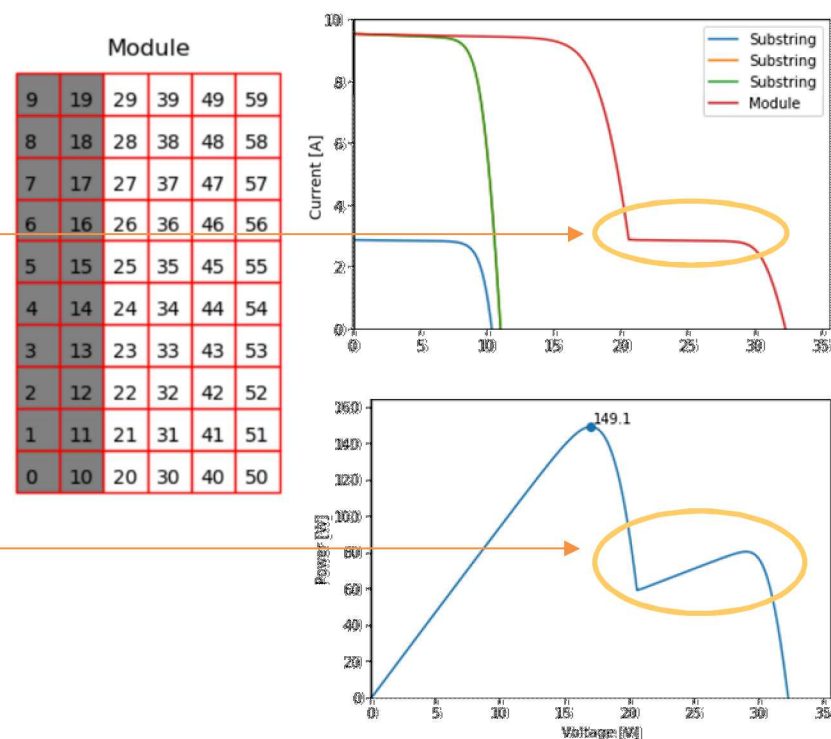 Module
9 19 29 39 49 59
8 18 28 38 48 58
7 17 27 37 47 57
6 16 26 36 46 56
5 15 25 35 45 55
4 14 24 34 44 54
3 13 23 33 43 53
2 12 22 32 42 52
1 11 21 31 41 51
0 10 20 30 40 50
10
8
6
4
2
0
Current [A]
Substring
Substring
Substring
Module
0 5 10 15 20 25 30 35
160
140
120
100
80
60
40
20
0
Power [W]
149.1
0 5 10 15 20 25 30 35
Voltage [V]